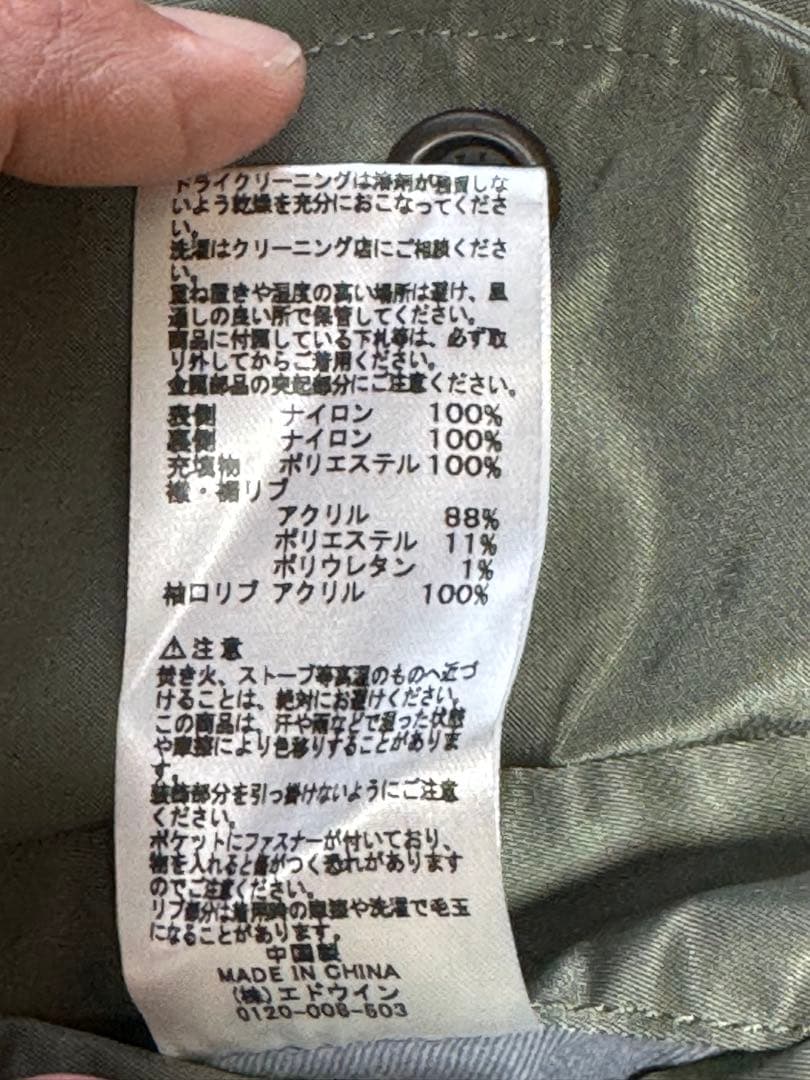 ドライクリーニングは溶剤が残留しな
いよう乾燥を充分におこなってくださ
い。
洗濯はクリーニング店にご相談くださ
い。
重ね置きや湿度の高い場所は避け、風
通しの良い所で保管してください。
商品に付属している下札等は、必ず取
り外してからご着用ください。
金属部品の突起部分にご注意ください。
表側 ナイロン 100%
裏側 ナイロン 100%
充填物 ポリエステル 100%
襟・裾リブ
アクリル 88%
ポリエステル 11%
ポリウレタン 1%
袖口リブ アクリル 100%
⚠注意
焚き火、ストーブ等高温のものへ近づ
けることは、絶対にお避けください。
この商品は、汗や雨などで湿った状態
や摩擦により色移りすることがありま
す。
装飾部分を引っ掛けないようにご注意
ください。
ポケットにファスナーが付いており、
物を入れると傷がつく恐れがあります
のでご注意ください。
リブ部分は着用時の摩擦や洗濯で毛玉
になることがあります。
中国製
MADE IN CHINA
(株)エドウイン
0120-008-503